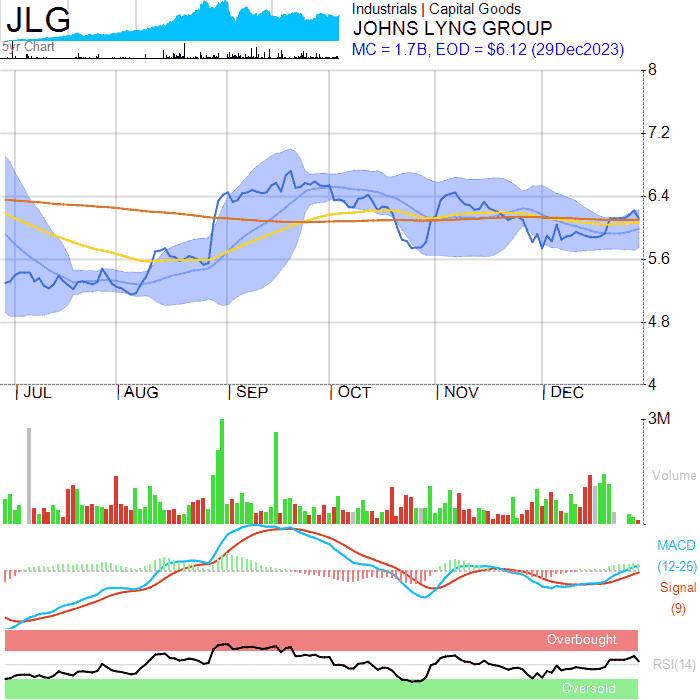 JLG
5yr Chart
Industrials | Capital Goods
JOHNS LYNG GROUP
MC = 1.7B, EOD = $6.12 (29Dec2023)
8
7.2
6.4
5.6
4.8
4
JUL
AUG
SEP
OCT
NOV
DEC
3M
Volume
MACD
(12-26)
Signal
(9)
Overbought
RSI(14)
Oversold